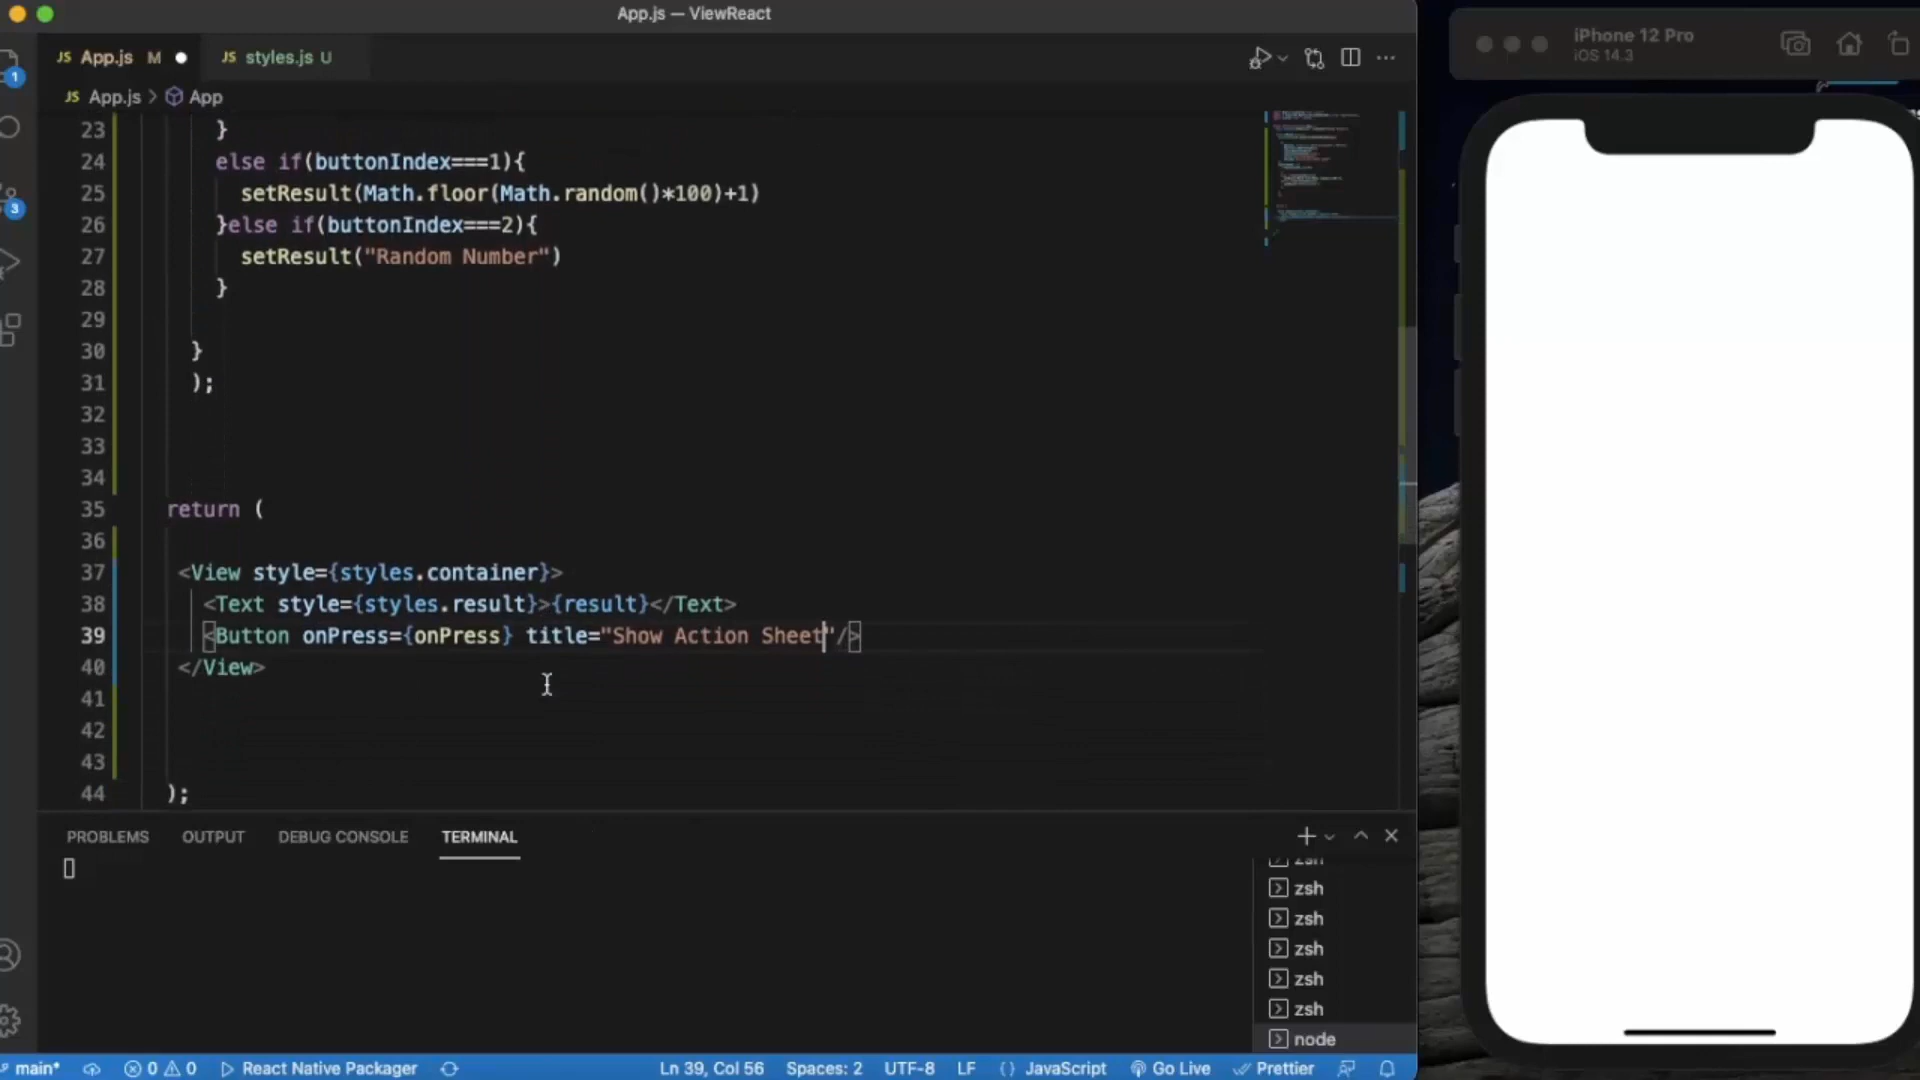 App.js — ViewReact
iPhone 12 Pro
iOS 14.3
JS App.js M
JS styles.js U
1
JS App.js > App
23 }
24 else if(buttonIndex===1){
25 setResult(Math.floor(Math.random()*100)+1)
26 }else if(buttonIndex===2){
27 setResult("Random Number")
28 }
29
30 }
31 );
32
33
34
35 return (
36
37 <View style={styles.container}>
38 <Text style={styles.result}>{result}</Text>
39 <Button onPress={onPress} title="Show Action Sheet"/>
40 </View>
41
42
43
44 );
3
PROBLEMS OUTPUT DEBUG CONSOLE TERMINAL
zsh
zsh
zsh
zsh
zsh
zsh
node
main* 0 0 React Native Packager Ln 39, Col 56 Spaces: 2 UTF-8 LF {} JavaScript Go Live Prettier